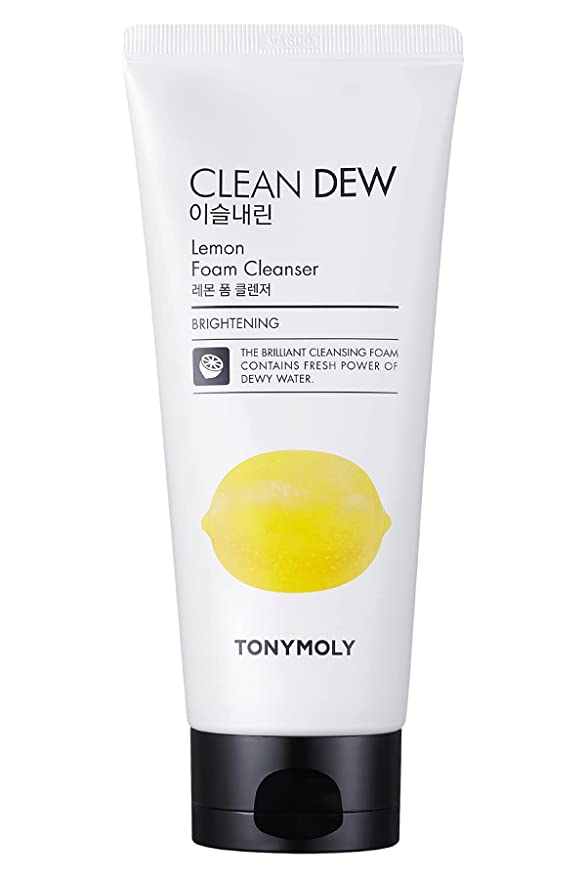 CLEAN DEW
이슬내린
Lemon
Foam Cleanser
레몬 폼 클렌저
BRIGHTENING
THE BRILLIANT CLEANSING FOAM
CONTAINS FRESH POWER OF
DEWY WATER.
TONYMOLY